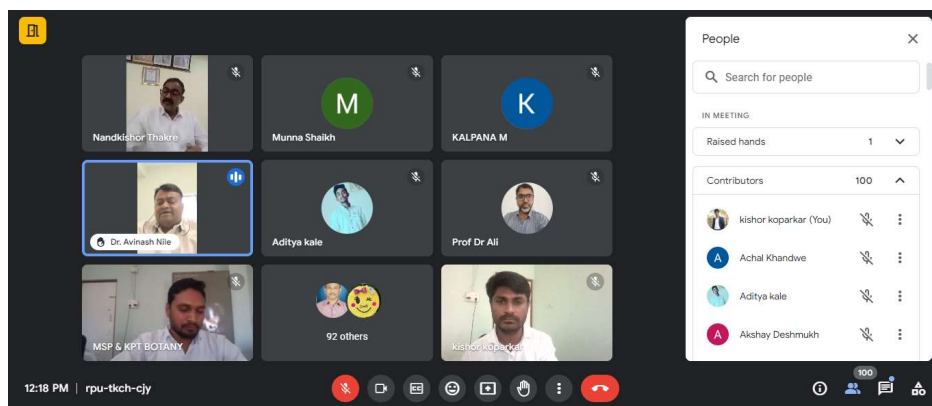 People
Search for people
IN MEETING
Raised hands 1
Contributors 100
kishor koparkar (You)
A Achal Khandwe
Aditya kale
A Akshay Deshmukh
Nandkishor Thakre
M
Munna Shaikh
K
KALPANA M
Dr. Avinash Nile
Aditya kale
Prof Dr Ali
MSP & KPT BOTANY
92 others
kishor koparkar
12:18 PM | rpu-tkch-cjy
CC
100